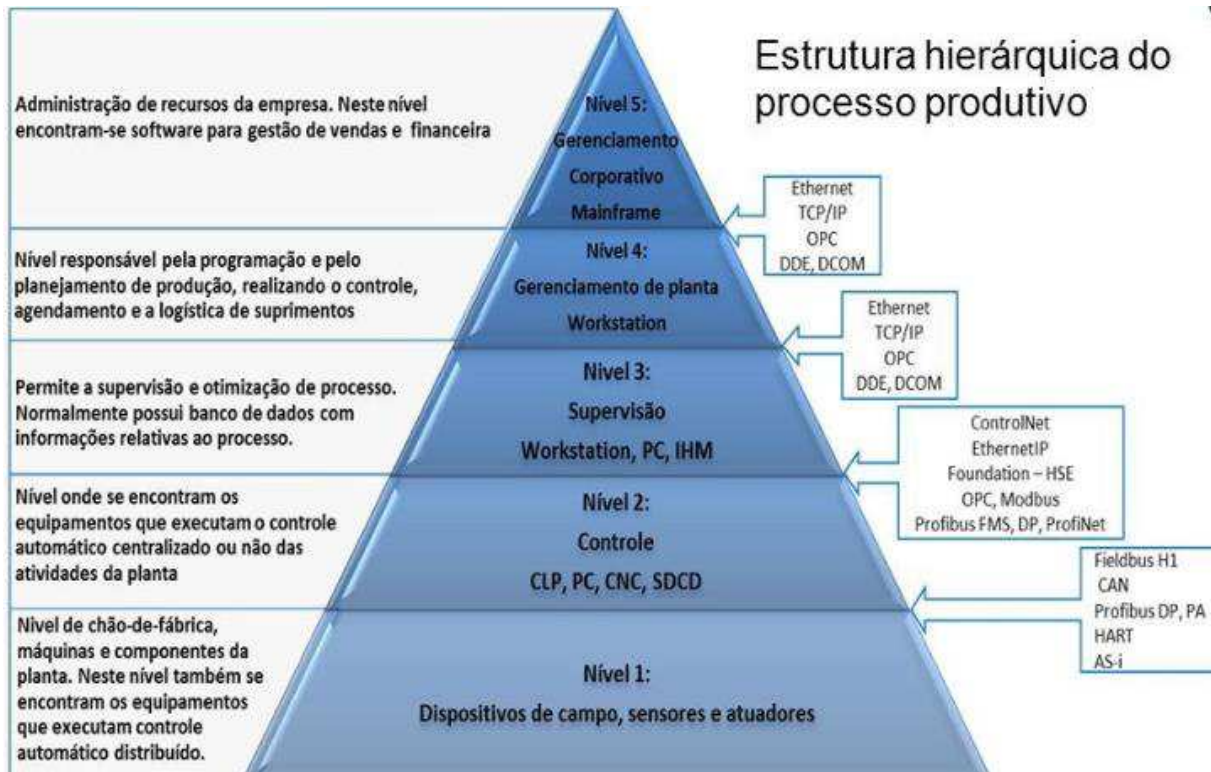 Estrutura hierárquica do
processo produtivo
Administração de recursos da empresa. Neste nível
encontram-se software para gestão de vendas e financeira
Nível 5:
Gerenciamento
Corporativo
Mainframe
Ethernet
TCP/IP
OPC
DDE, DCOM
Nível responsável pela programação e pelo
planejamento de produção, realizando o controle,
agendamento e a logística de suprimentos
Nível 4:
Gerenciamento de planta
Workstation
Ethernet
TCP/IP
OPC
DDE, DCOM
Permite a supervisão e otimização de processo.
Normalmente possui banco de dados com
informações relativas ao processo.
Nivel 3:
Supervisão
Workstation, PC, IHM
ControlNet
EthernetIP
Foundation – HSE
OPC, Modbus
Profibus FMS, DP, ProfiNet
Nível onde se encontram os
equipamentos que executam o controle
automático centralizado ou não das
atividades da planta
Nível 2:
Controle
CLP, PC, CNC, SDCD
Fieldbus H1
CAN
Profibus DP, PA
HART
AS-i
Nivel de chão-de-fábrica,
máquinas e componentes da
planta. Neste nível também se
encontram os equipamentos
que executam controle
automático distribuído.
Nível 1:
Dispositivos de campo, sensores e atuadores